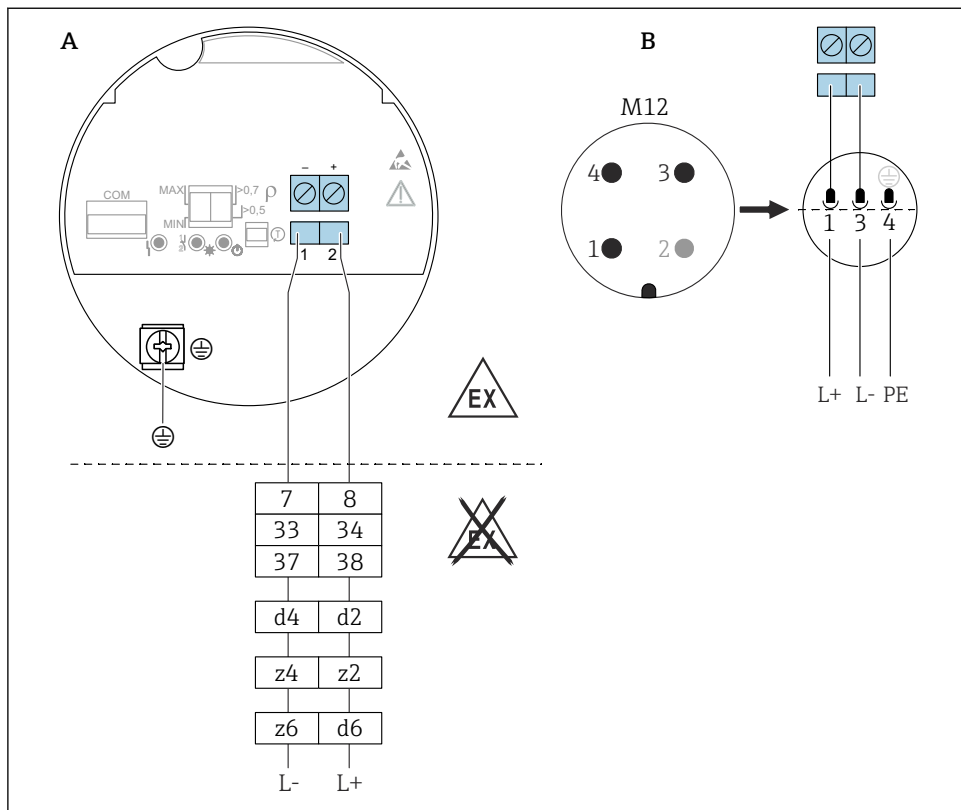 A
B
M12
- +
COM
MAX
>0,7 ρ
>0,5
MIN
1 2
4 3
1 2
1 3 4
L+ L- PE
EX
7 8
33 34
37 38
EX
d4 d2
z4 z2
z6 d6
L- L+